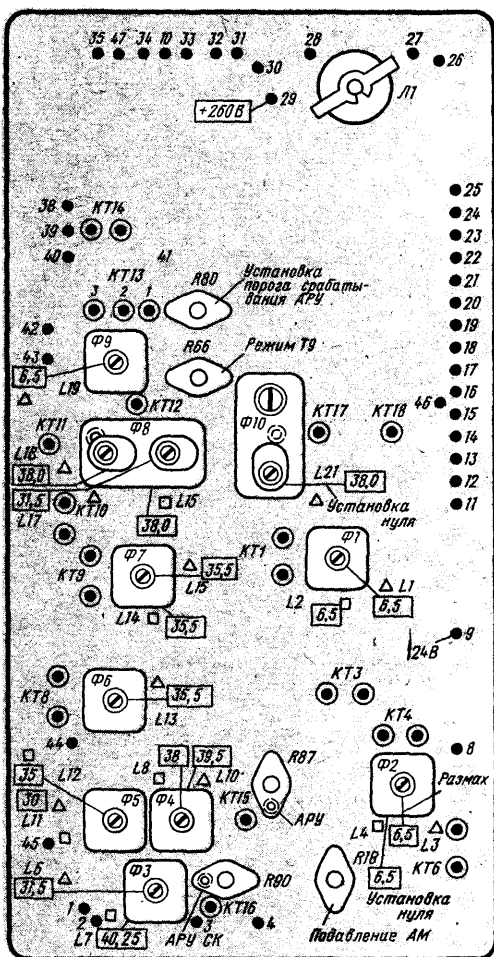 35 47 34 10 33 32 31 28 27
30 26
Л1
29
+260В
25
38 КТ14 24
39 23
40 41 22
КТ13 R80 Установка
порога срабаты-
вания АРУ
21
3 2 1 20
42 19
Ф9 R66 Режим Т9 18
43 17
6,5 L19 16
КТ12 46 15
КТ11 Ф8 Ф10 КТ17 КТ18 14
L18 13
38,0 L21 38,0 12
31,5 КТ10 L16 Установка
нуля 11
L17 38,0
Ф7 КТ1 Ф1
КТ9 35,5
L15 L1
L14 35,5 L2 6,5 6,5
24В 9
Ф6 35,5 КТ3
КТ8 L13 КТ4
44 8
35 L12 L8 38 39,5 R87 Ф2 Размах
30 L10
L11 Ф5 Ф4 КТ15 АРУ L4 6,5 L3
45 R18
L6 Ф3 6,5 КТ6
31,5 R90 Установка
нуля
1 КТ16
2 3 4
L7 40,25 АРУ СК Подавление АМ